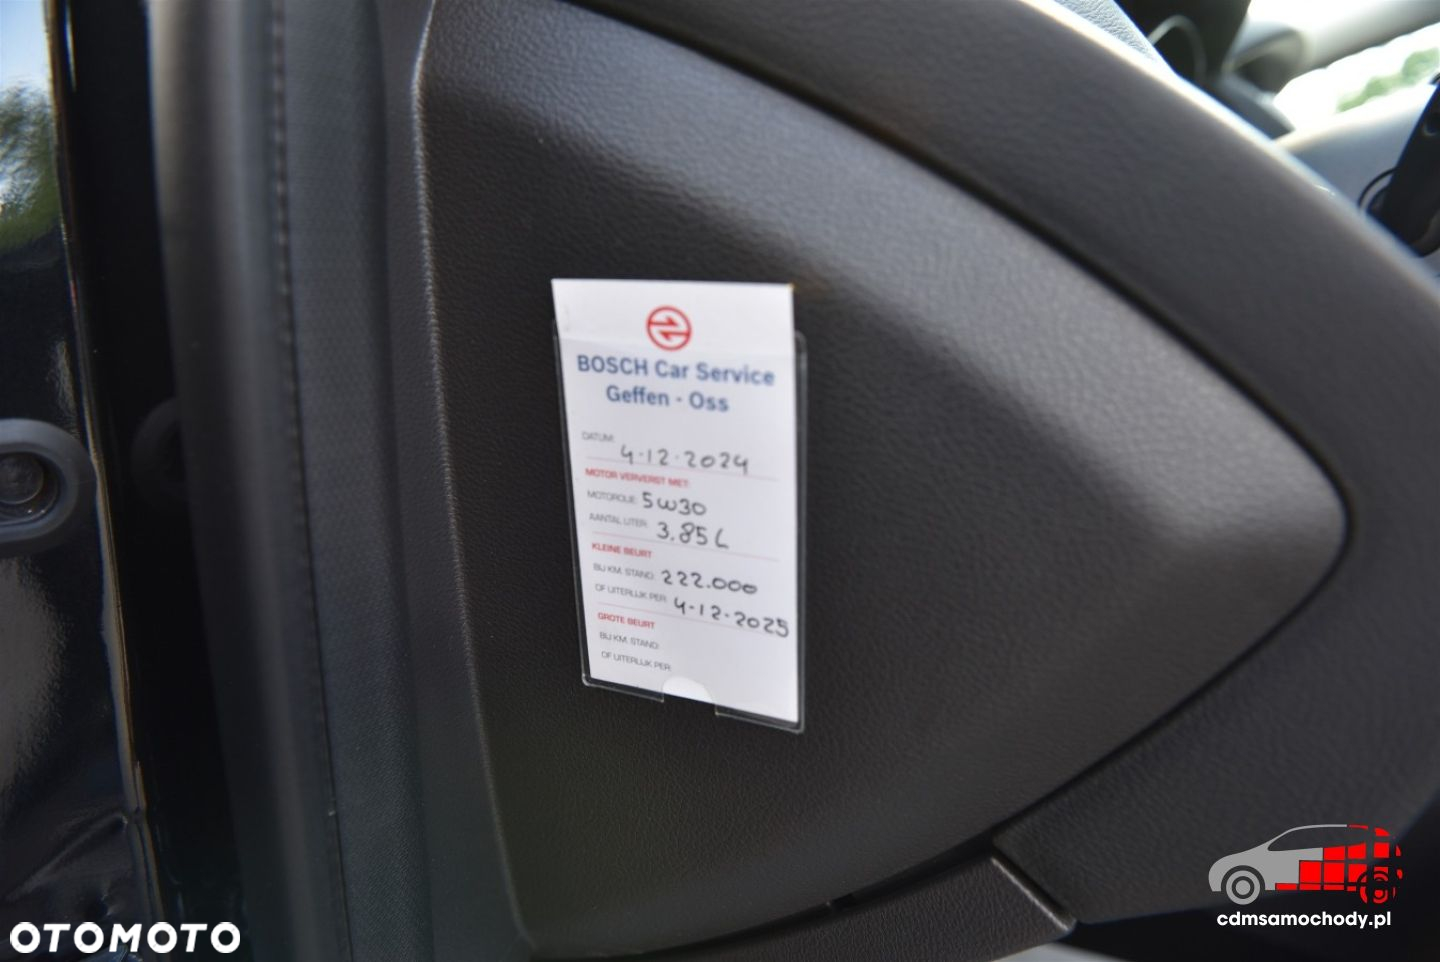 BOSCH Car Service
Geffen - Oss
DATUM:
4-12-2024
MOTOR VERVERST MET:
MOTOROLIE: 5W30
AANTAL LITER: 3.85L
KLEINE BEURT
BIJ KM. STAND: 222.000
OF UITERLIJK PER: 4-12-2025
GROTE BEURT
BIJ KM. STAND:
OF UITERLIJK PER:
OTOMOTO
cdmsamochody.pl